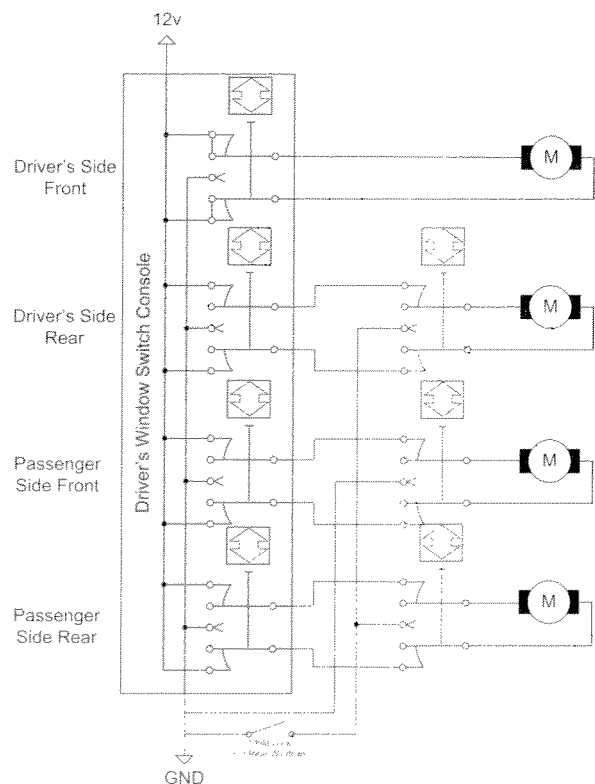 12v
Driver's Side
Front
Driver's Window Switch Console
Driver's Side
Rear
Passenger
Side Front
Passenger
Side Rear
M
M
M
M
GND